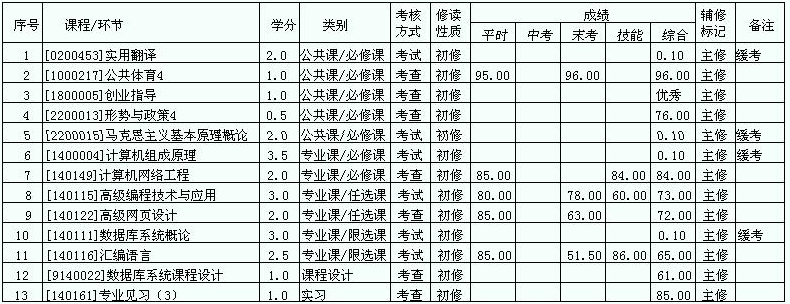 序号 课程/环节 学分 类别 考核方式 修读性质 成绩 辅修标记 备注
平时 中考 末考 技能 综合
1 [0200453]实用翻译 2.0 公共课/必修课 考试 初修 0.10 主修 缓考
2 [1000217]公共体育4 1.0 公共课/必修课 考查 初修 95.00 96.00 96.00 主修
3 [1800005]创业指导 1.0 公共课/必修课 考查 初修 优秀 主修
4 [2200013]形势与政策4 0.5 公共课/必修课 考查 初修 76.00 主修
5 [2200015]马克思主义基本原理概论 2.0 公共课/必修课 考试 初修 0.10 主修 缓考
6 [1400004]计算机组成原理 3.5 专业课/必修课 考试 初修 0.10 主修 缓考
7 [140149]计算机网络工程 2.0 专业课/必修课 考查 初修 85.00 84.00 84.00 主修
8 [140115]高级编程技术与应用 3.0 专业课/任选课 考试 初修 80.00 78.00 60.00 73.00 主修
9 [140122]高级网页设计 2.0 专业课/任选课 考查 初修 85.00 63.00 72.00 主修
10 [140111]数据库系统概论 3.0 专业课/限选课 考试 初修 0.10 主修 缓考
11 [140116]汇编语言 2.5 专业课/限选课 考试 初修 85.00 51.50 86.00 65.00 主修
12 [9140022]数据库系统课程设计 1.0 课程设计 考查 初修 61.00 主修
13 [140161]专业见习（3） 1.0 实习 考查 初修 85.00 主修